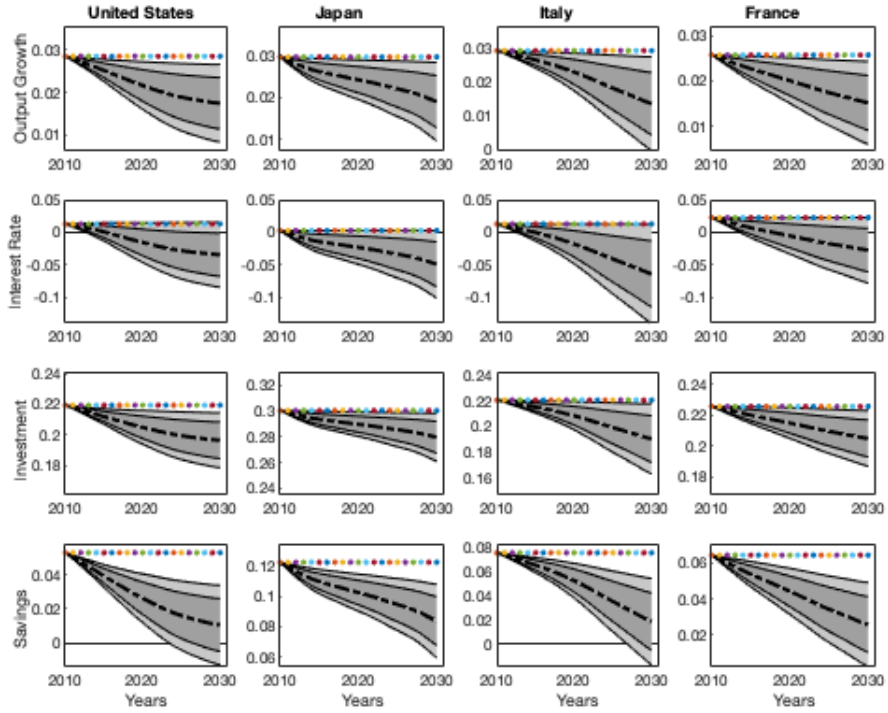 United States Japan Italy France
Output Growth
0.03 0.03 0.03 0.03
0.02 0.02 0.02 0.02
0.01 0.01 0.01 0.01
0
2010 2020 2030 2010 2020 2030 2010 2020 2030 2010 2020 2030
Interest Rate
0.05 0.05 0.05 0.05
0 0 0 0
-0.05 -0.05 -0.05 -0.05
-0.1 -0.1 -0.1 -0.1
2010 2020 2030 2010 2020 2030 2010 2020 2030 2010 2020 2030
Investment
0.24 0.32 0.24 0.24
0.22 0.3 0.22 0.22
0.2 0.28 0.2 0.2
0.18 0.26 0.18 0.18
0.24 0.16
2010 2020 2030 2010 2020 2030 2010 2020 2030 2010 2020 2030
Savings
0.04 0.12 0.08 0.06
0.02 0.1 0.06 0.04
0 0.08 0.04 0.02
0.06 0.02
0
2010 2020 2030 2010 2020 2030 2010 2020 2030 2010 2020 2030
Years Years Years Years